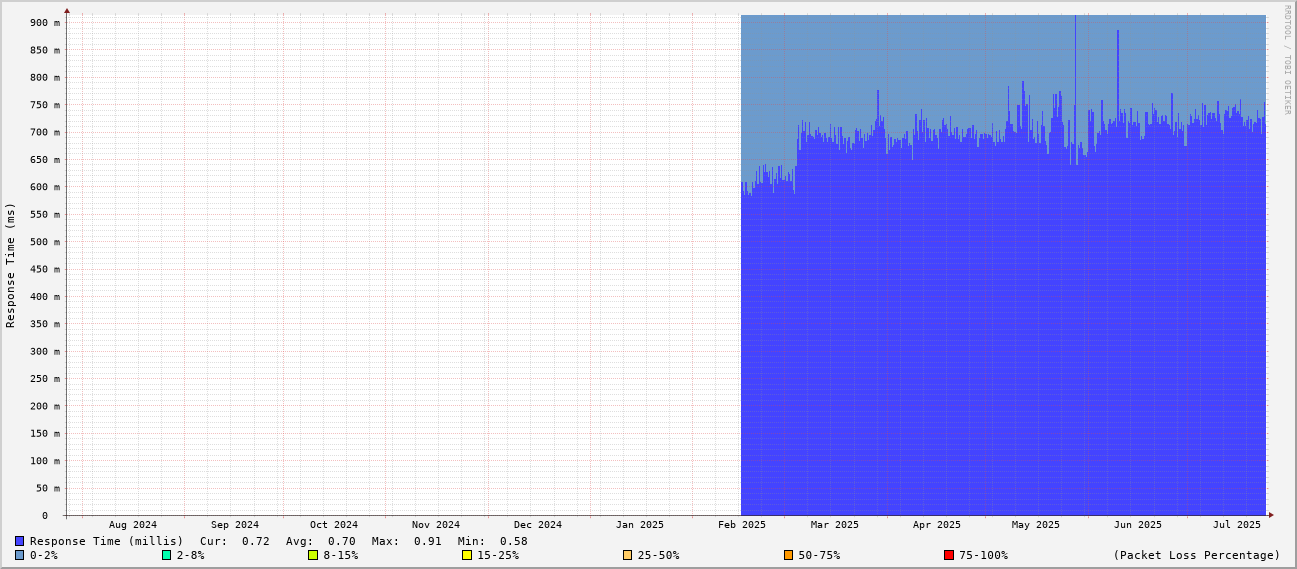 RRDTOOL / TOBI OETIKER
Response Time (ms)
900 m
850 m
800 m
750 m
700 m
650 m
600 m
550 m
500 m
450 m
400 m
350 m
300 m
250 m
200 m
150 m
100 m
50 m
0
Aug 2024 Sep 2024 Oct 2024 Nov 2024 Dec 2024 Jan 2025 Feb 2025 Mar 2025 Apr 2025 May 2025 Jun 2025 Jul 2025
Response Time (millis) Cur: 0.72 Avg: 0.70 Max: 0.91 Min: 0.58
0-2% 2-8% 8-15% 15-25% 25-50% 50-75% 75-100% (Packet Loss Percentage)